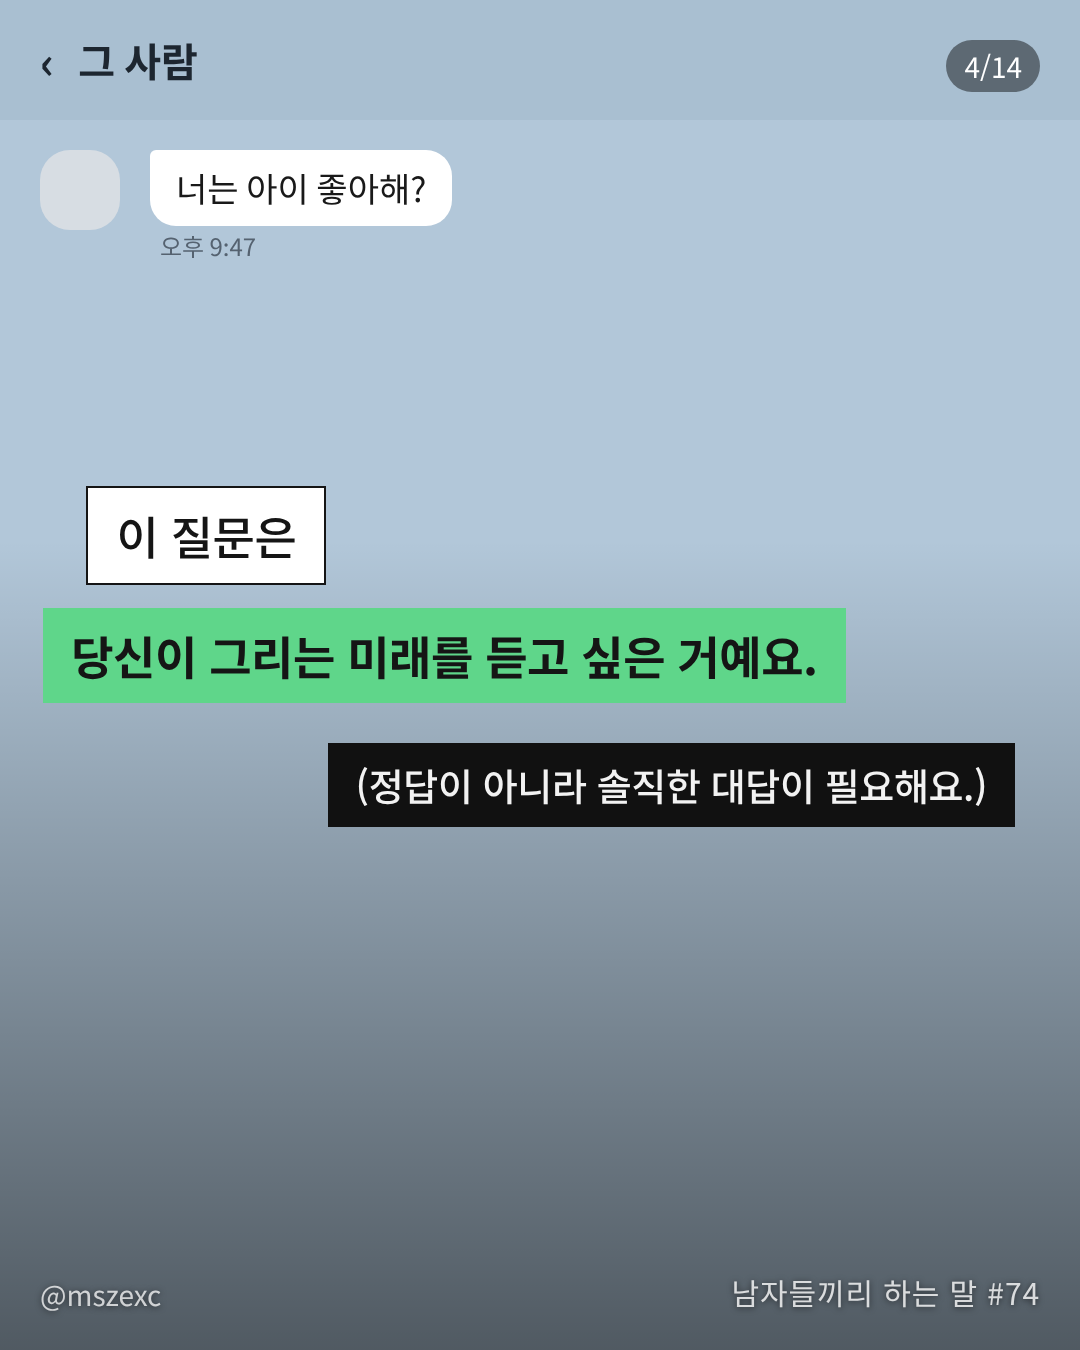 ‹ 그 사람
4/14
너는 아이 좋아해?
오후 9:47
이 질문은
당신이 그리는 미래를 듣고 싶은 거예요.
(정답이 아니라 솔직한 대답이 필요해요.)
@mszexc
남자들끼리 하는 말 #74